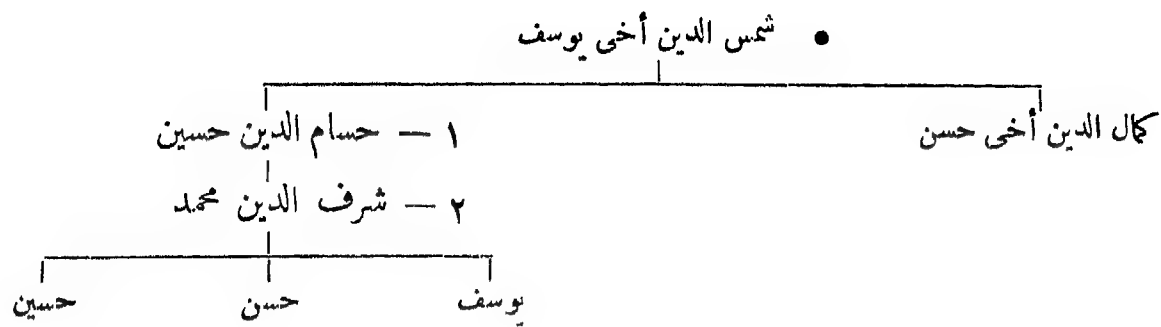 ● شمس الدين أخى يوسف
كمال الدين أخى حسن
١ — حسام الدين حسين
٢ — شرف الدين محمد
يوسف حسن حسين